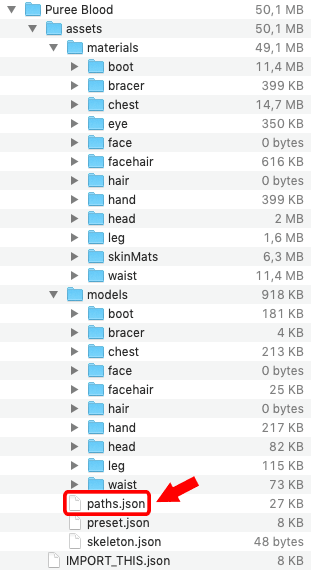 Puree Blood 50,1 MB
assets 50,1 MB
materials 49,1 MB
boot 11,4 MB
bracer 399 KB
chest 14,7 MB
eye 350 KB
face 0 bytes
facehair 616 KB
hair 0 bytes
hand 399 KB
head 2 MB
leg 1,6 MB
skinMats 6,3 MB
waist 11,4 MB
models 918 KB
boot 181 KB
bracer 4 KB
chest 213 KB
face 0 bytes
facehair 25 KB
hair 0 bytes
hand 217 KB
head 82 KB
leg 115 KB
waist 73 KB
paths.json 27 KB
preset.json 8 KB
skeleton.json 48 bytes
IMPORT_THIS.json 8 KB